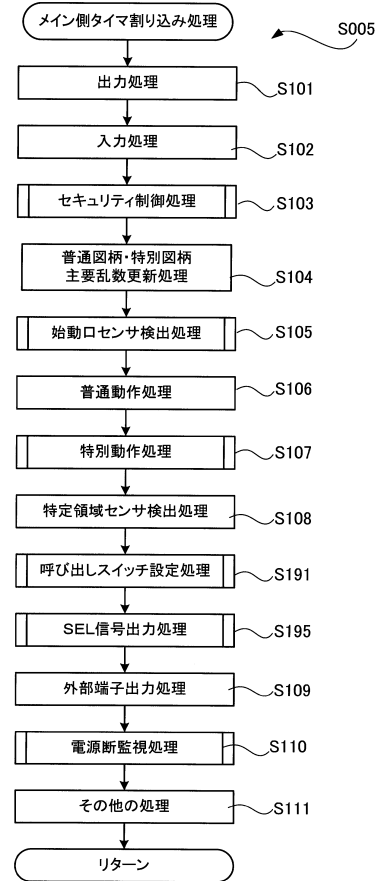 メイン側タイマ割り込み処理
S005
出力処理
S101
入力処理
S102
セキュリティ制御処理
S103
普通図柄・特別図柄
主要乱数更新処理
S104
始動口センサ検出処理
S105
普通動作処理
S106
特別動作処理
S107
特定領域センサ検出処理
S108
呼び出しスイッチ設定処理
S191
SEL信号出力処理
S195
外部端子出力処理
S109
電源断監視処理
S110
その他の処理
S111
リターン